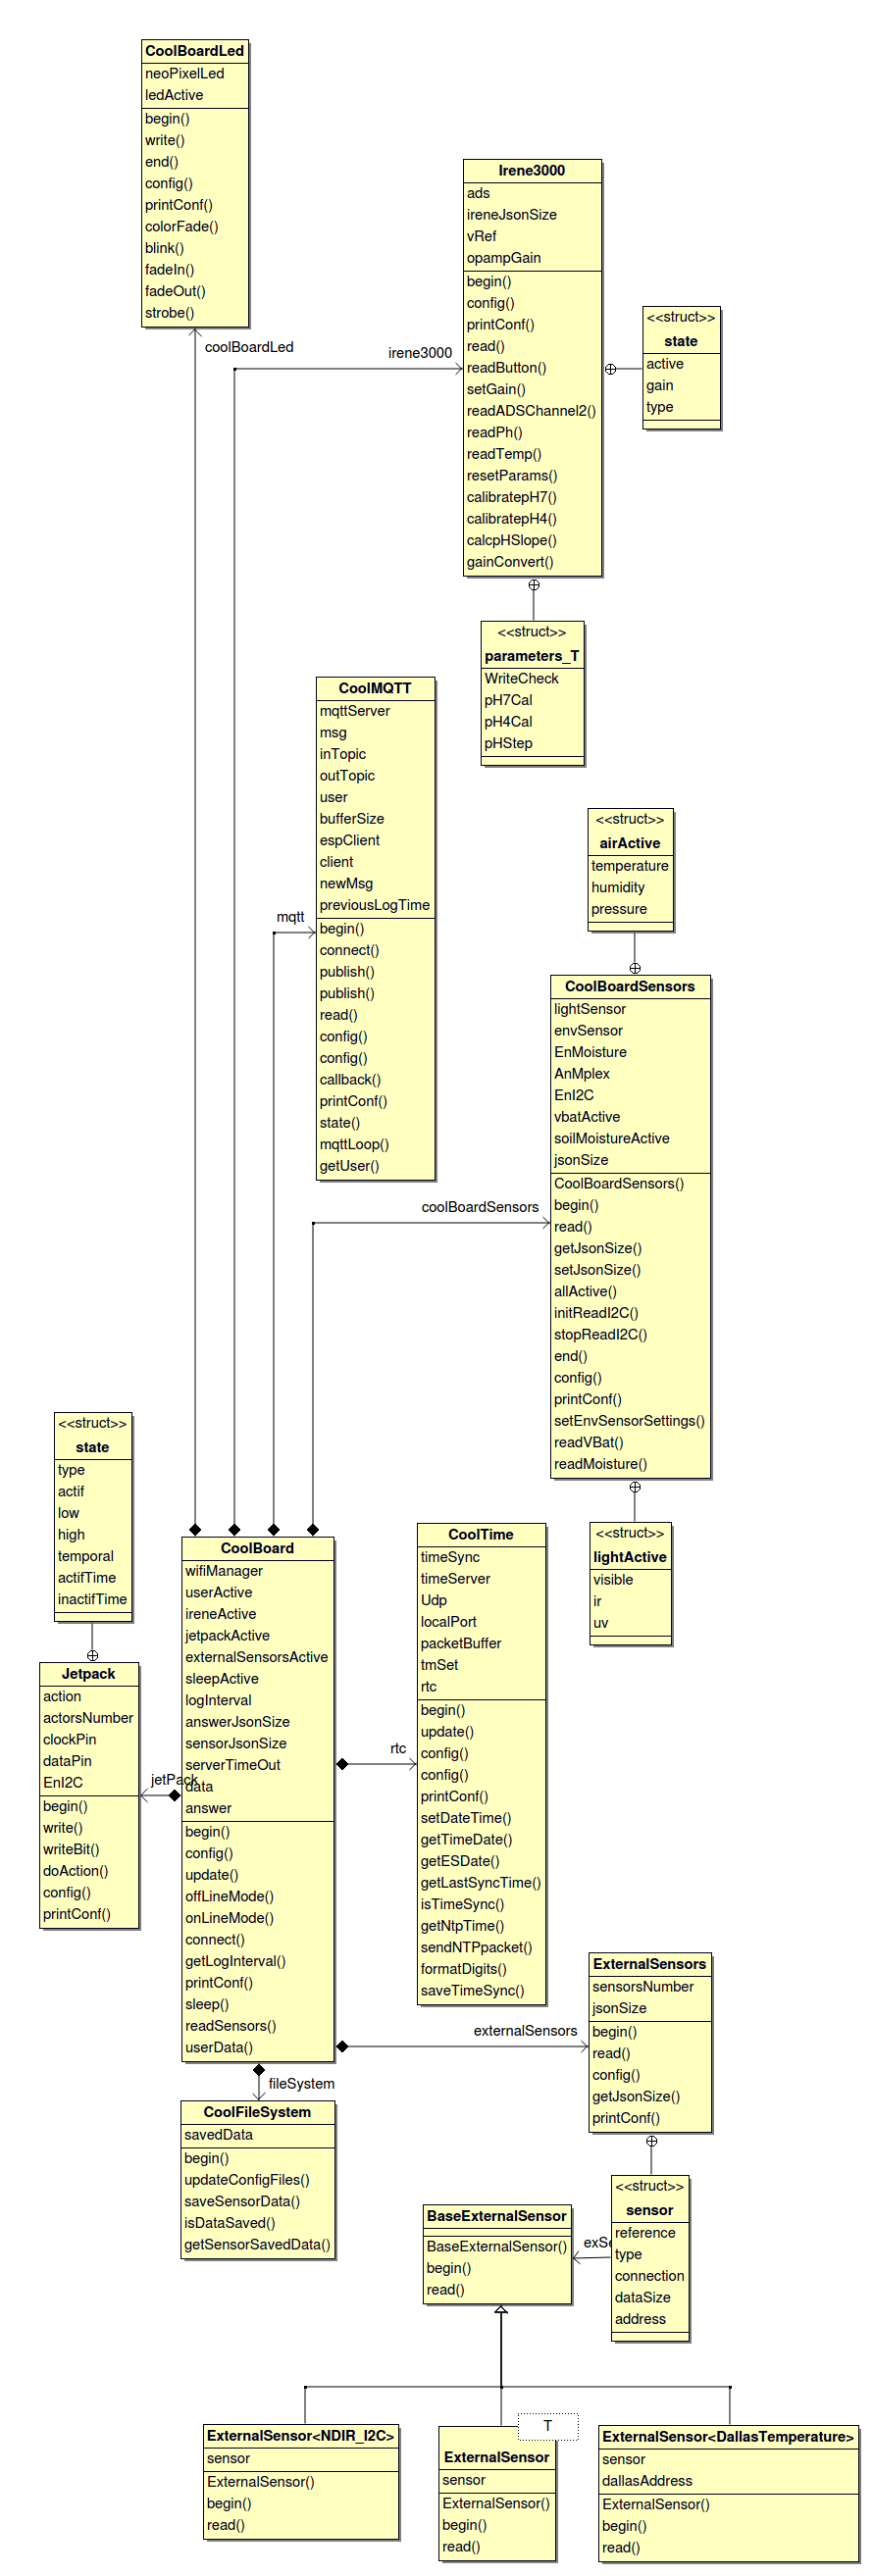 CoolBoardLed
neoPixelLed
ledActive
begin()
write()
end()
config()
printConf()
colorFade()
blink()
fadeIn()
fadeOut()
strobe()
coolBoardLed
irene3000
Irene3000
ads
ireneJsonSize
vRef
opampGain
begin()
config()
printConf()
read()
readButton()
setGain()
readADSChannel2()
readPh()
readTemp()
resetParams()
calibratepH7()
calibratepH4()
calcpHSlope()
gainConvert()
<<struct>>
state
active
gain
type
<<struct>>
parameters_T
WriteCheck
pH7Cal
pH4Cal
pHStep
CoolMQTT
mqttServer
msg
inTopic
outTopic
user
bufferSize
espClient
client
newMsg
previousLogTime
begin()
connect()
publish()
publish()
read()
config()
config()
callback()
printConf()
state()
mqttLoop()
getUser()
mqtt
<<struct>>
airActive
temperature
humidity
pressure
CoolBoardSensors
lightSensor
envSensor
EnMoisture
AnMplex
EnI2C
vbatActive
soilMoistureActive
jsonSize
CoolBoardSensors()
begin()
read()
getJsonSize()
setJsonSize()
allActive()
initReadI2C()
stopReadI2C()
end()
config()
printConf()
setEnvSensorSettings()
readVBat()
readMoisture()
coolBoardSensors
<<struct>>
lightActive
visible
ir
uv
<<struct>>
state
type
actif
low
high
temporal
actifTime
inactifTime
Jetpack
action
actorsNumber
clockPin
dataPin
EnI2C
begin()
write()
writeBit()
doAction()
config()
printConf()
jetPack
CoolBoard
wifiManager
userActive
ireneActive
jetpackActive
externalSensorsActive
sleepActive
logInterval
answerJsonSize
sensorJsonSize
serverTimeOut
data
answer
begin()
config()
update()
offLineMode()
onLineMode()
connect()
getLogInterval()
printConf()
sleep()
readSensors()
userData()
rtc
CoolTime
timeSync
timeServer
Udp
localPort
packetBuffer
tmSet
rtc
begin()
update()
config()
config()
printConf()
setDateTime()
getTimeDate()
getESDate()
getLastSyncTime()
isTimeSync()
getNtpTime()
sendNTPpacket()
formatDigits()
saveTimeSync()
externalSensors
ExternalSensors
sensorsNumber
jsonSize
begin()
read()
config()
getJsonSize()
printConf()
fileSystem
CoolFileSystem
savedData
begin()
updateConfigFiles()
saveSensorData()
isDataSaved()
getSensorSavedData()
<<struct>>
sensor
reference
type
connection
dataSize
address
BaseExternalSensor
BaseExternalSensor()
begin()
read()
ExternalSensor<NDIR_I2C>
sensor
ExternalSensor()
begin()
read()
T
ExternalSensor
sensor
ExternalSensor()
begin()
read()
ExternalSensor<DallasTemperature>
sensor
dallasAddress
ExternalSensor()
begin()
read()